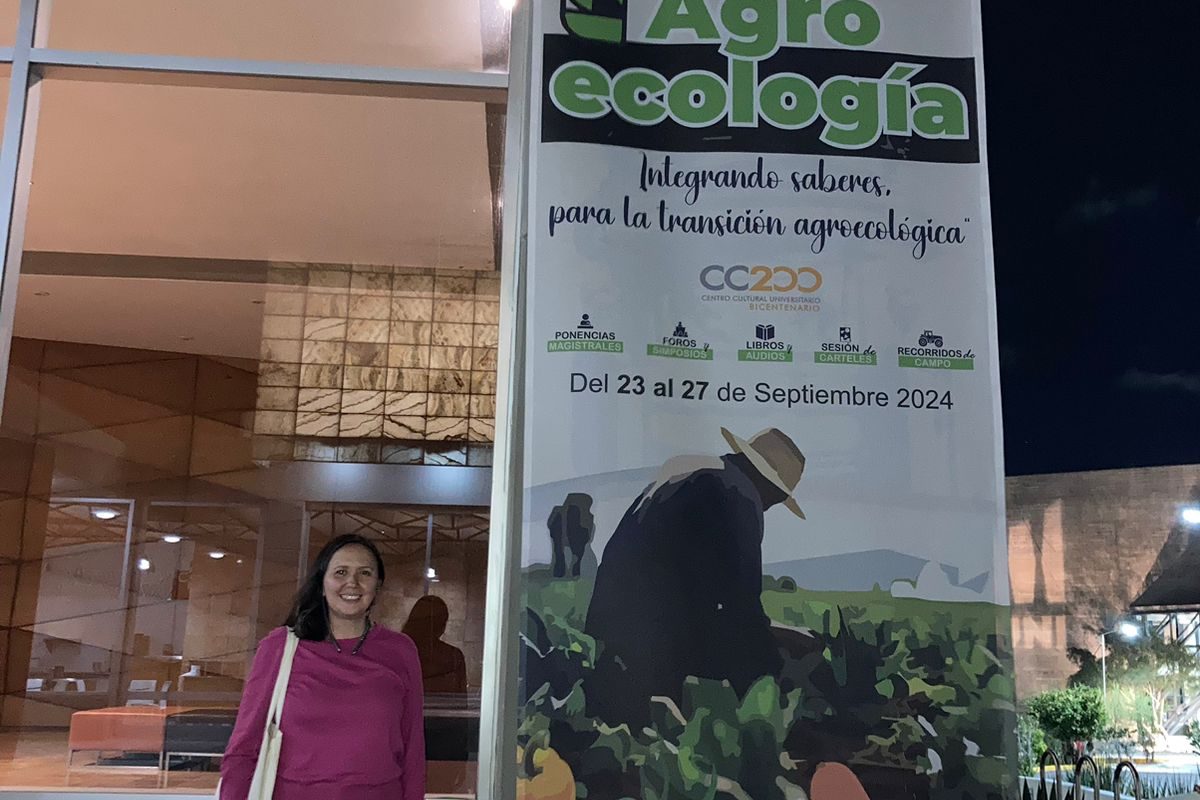 Agro
ecología
Integrando saberes,
para la transición agroecológica"
CC200
CENTRO CULTURAL UNIVERSITARIO
BICENTENARIO
PONENCIAS
MAGISTRALES
FOROS y
SIMPOSIOS
LIBROS y
AUDIOS
SESIÓN de
CARTELES
RECORRIDOS de
CAMPO
Del 23 al 27 de Septiembre 2024